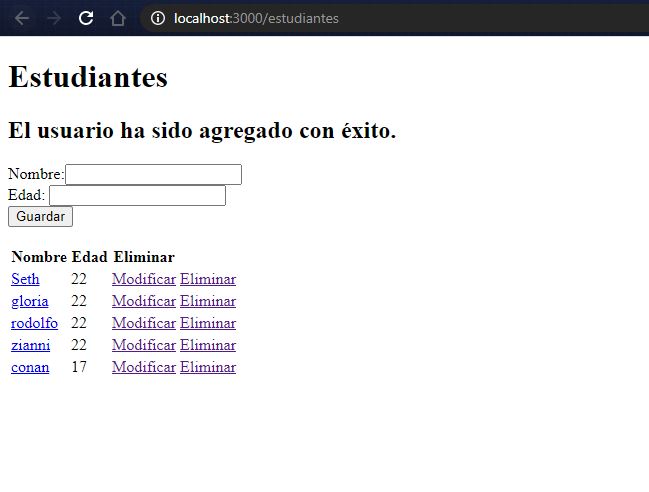 localhost:3000/estudiantes
Estudiantes
El usuario ha sido agregado con éxito.
Nombre:
Edad:
Guardar
Nombre Edad Eliminar
Seth 22 Modificar Eliminar
gloria 22 Modificar Eliminar
rodolfo 22 Modificar Eliminar
zianni 22 Modificar Eliminar
conan 17 Modificar Eliminar